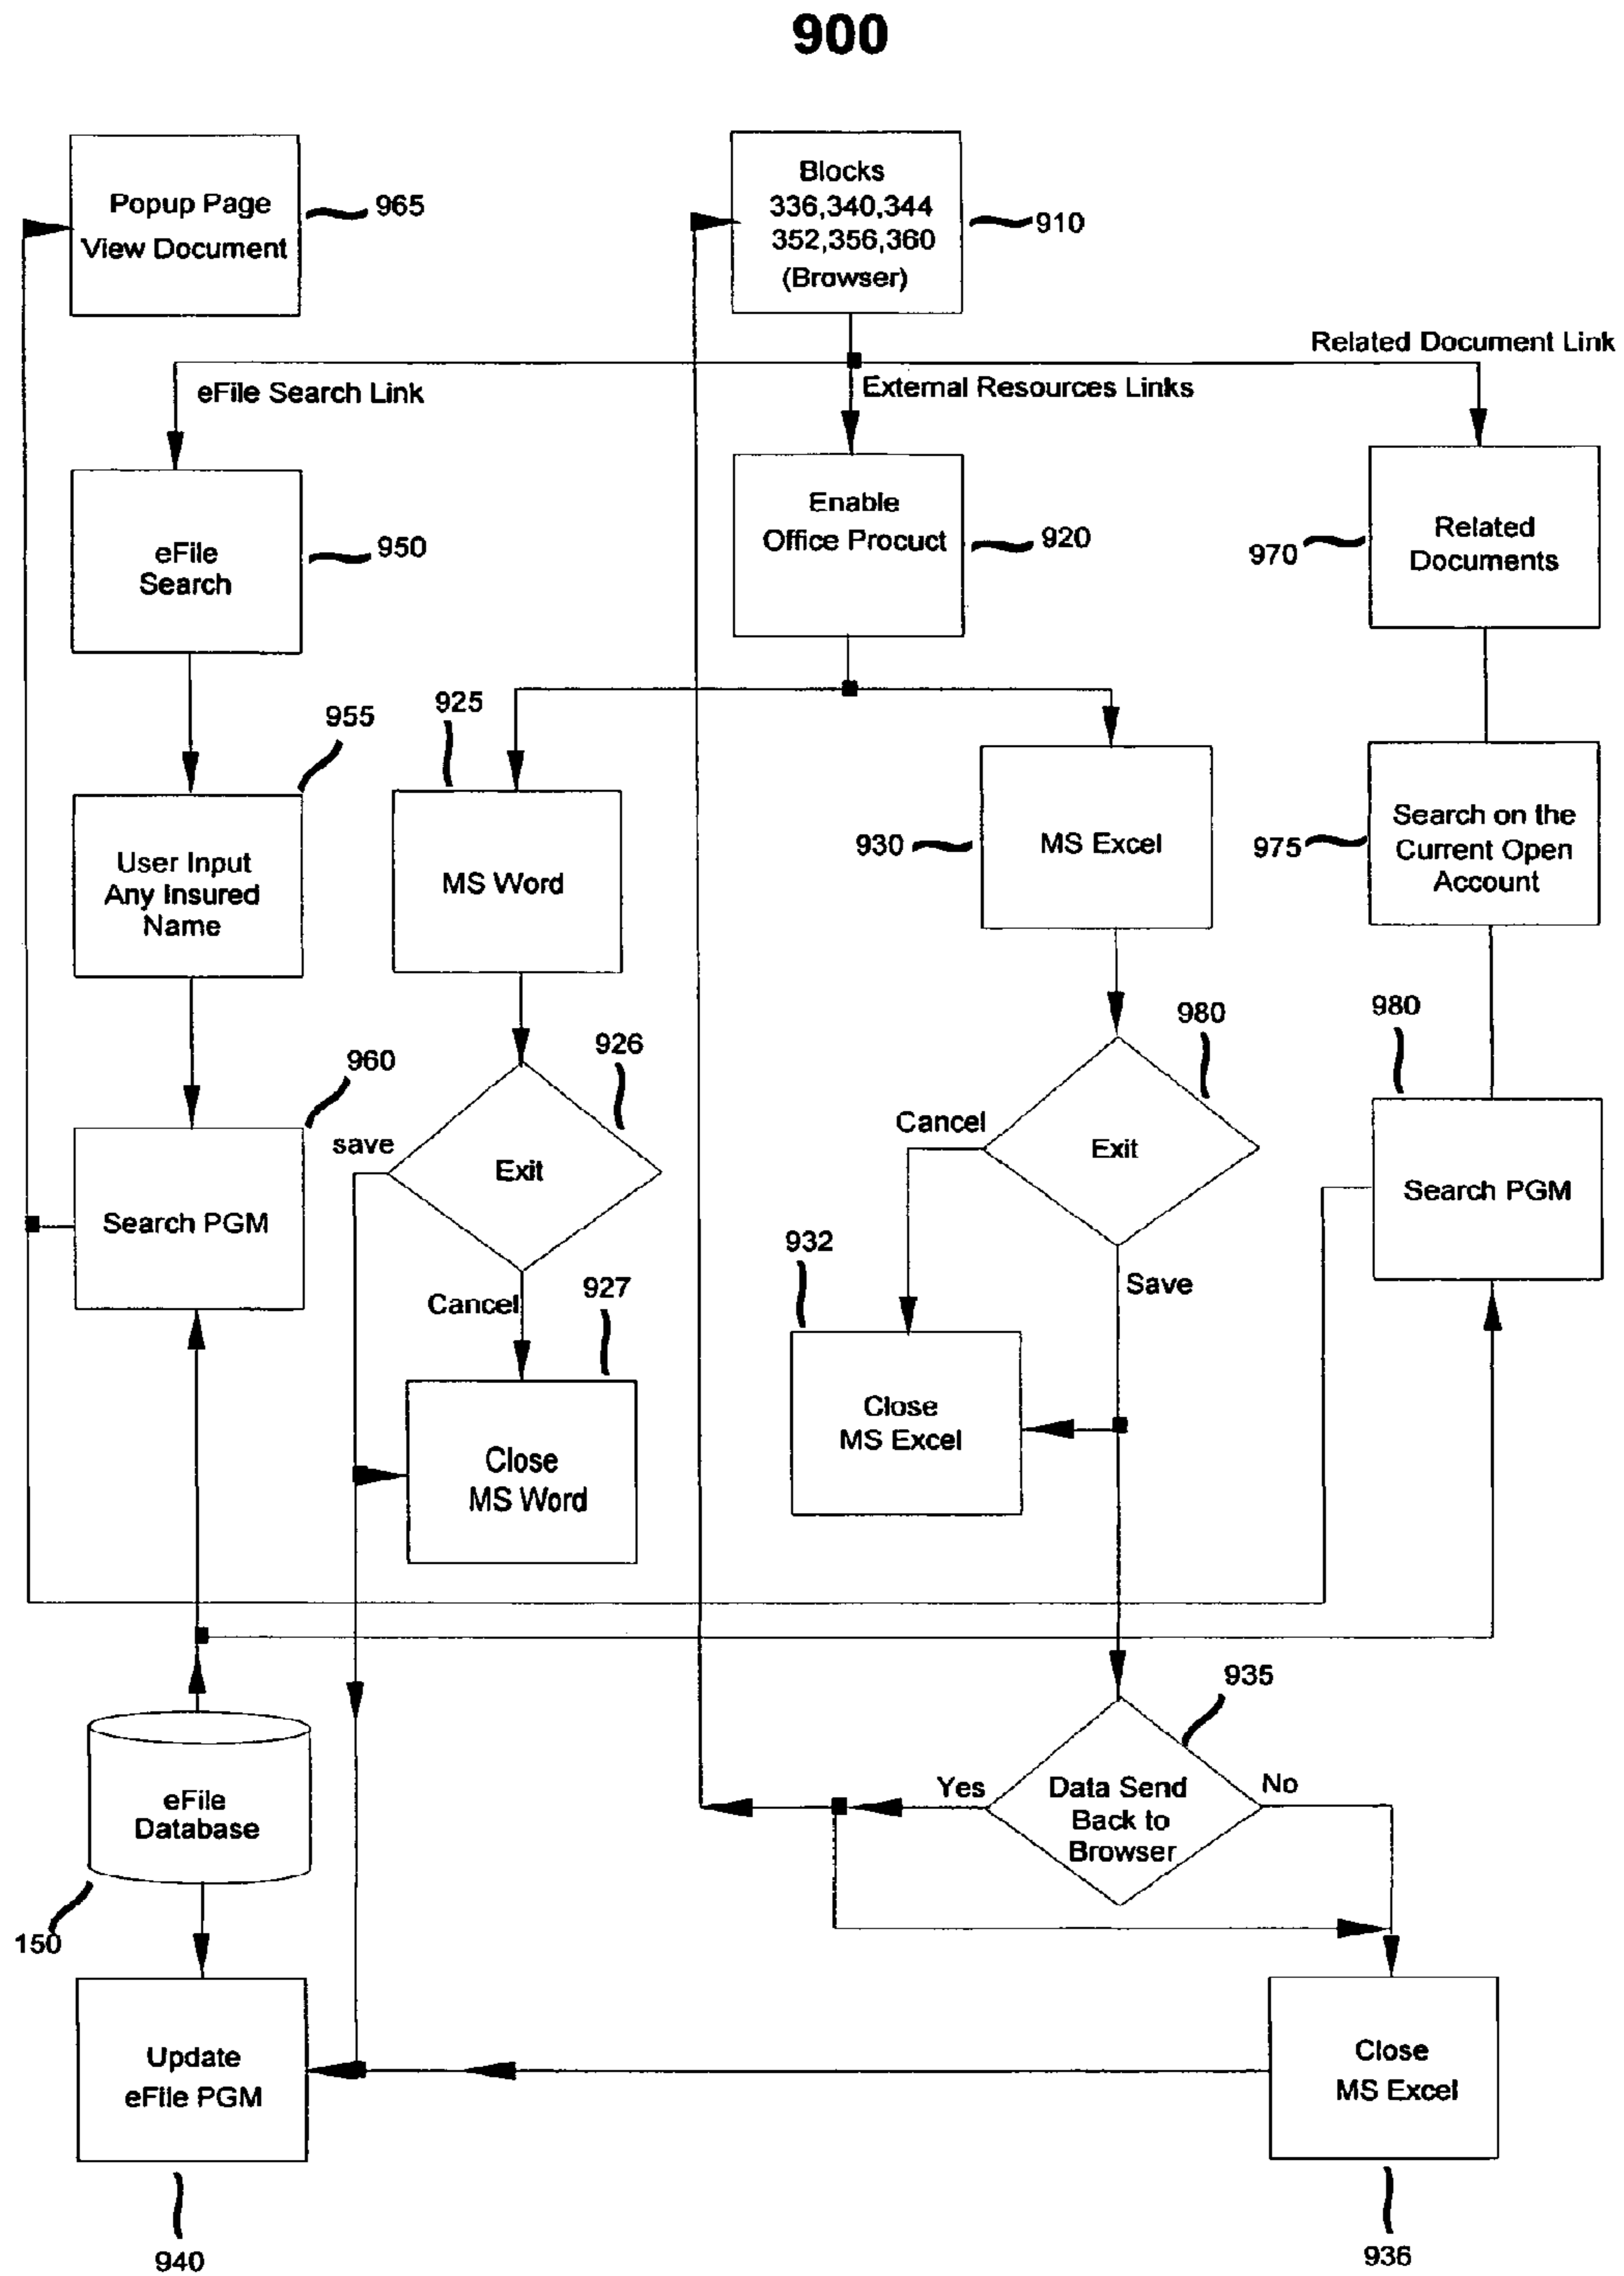 900
Popup Page
View Document
965
Blocks
336,340,344
352,356,360
(Browser)
910
Related Document Link
eFile Search Link
External Resources Links
eFile
Search
950
Enable
Office Procuct
920
970
Related
Documents
955
925
User Input
Any Insured
Name
MS Word
930
MS Excel
975
Search on the
Current Open
Account
960
926
980
980
save
Exit
Cancel
Exit
Search PGM
Search PGM
Cancel
927
932
Save
Close
MS Word
Close
MS Excel
935
eFile
Database
150
Yes
Data Send
Back to
Browser
No
Update
eFile PGM
940
Close
MS Excel
936